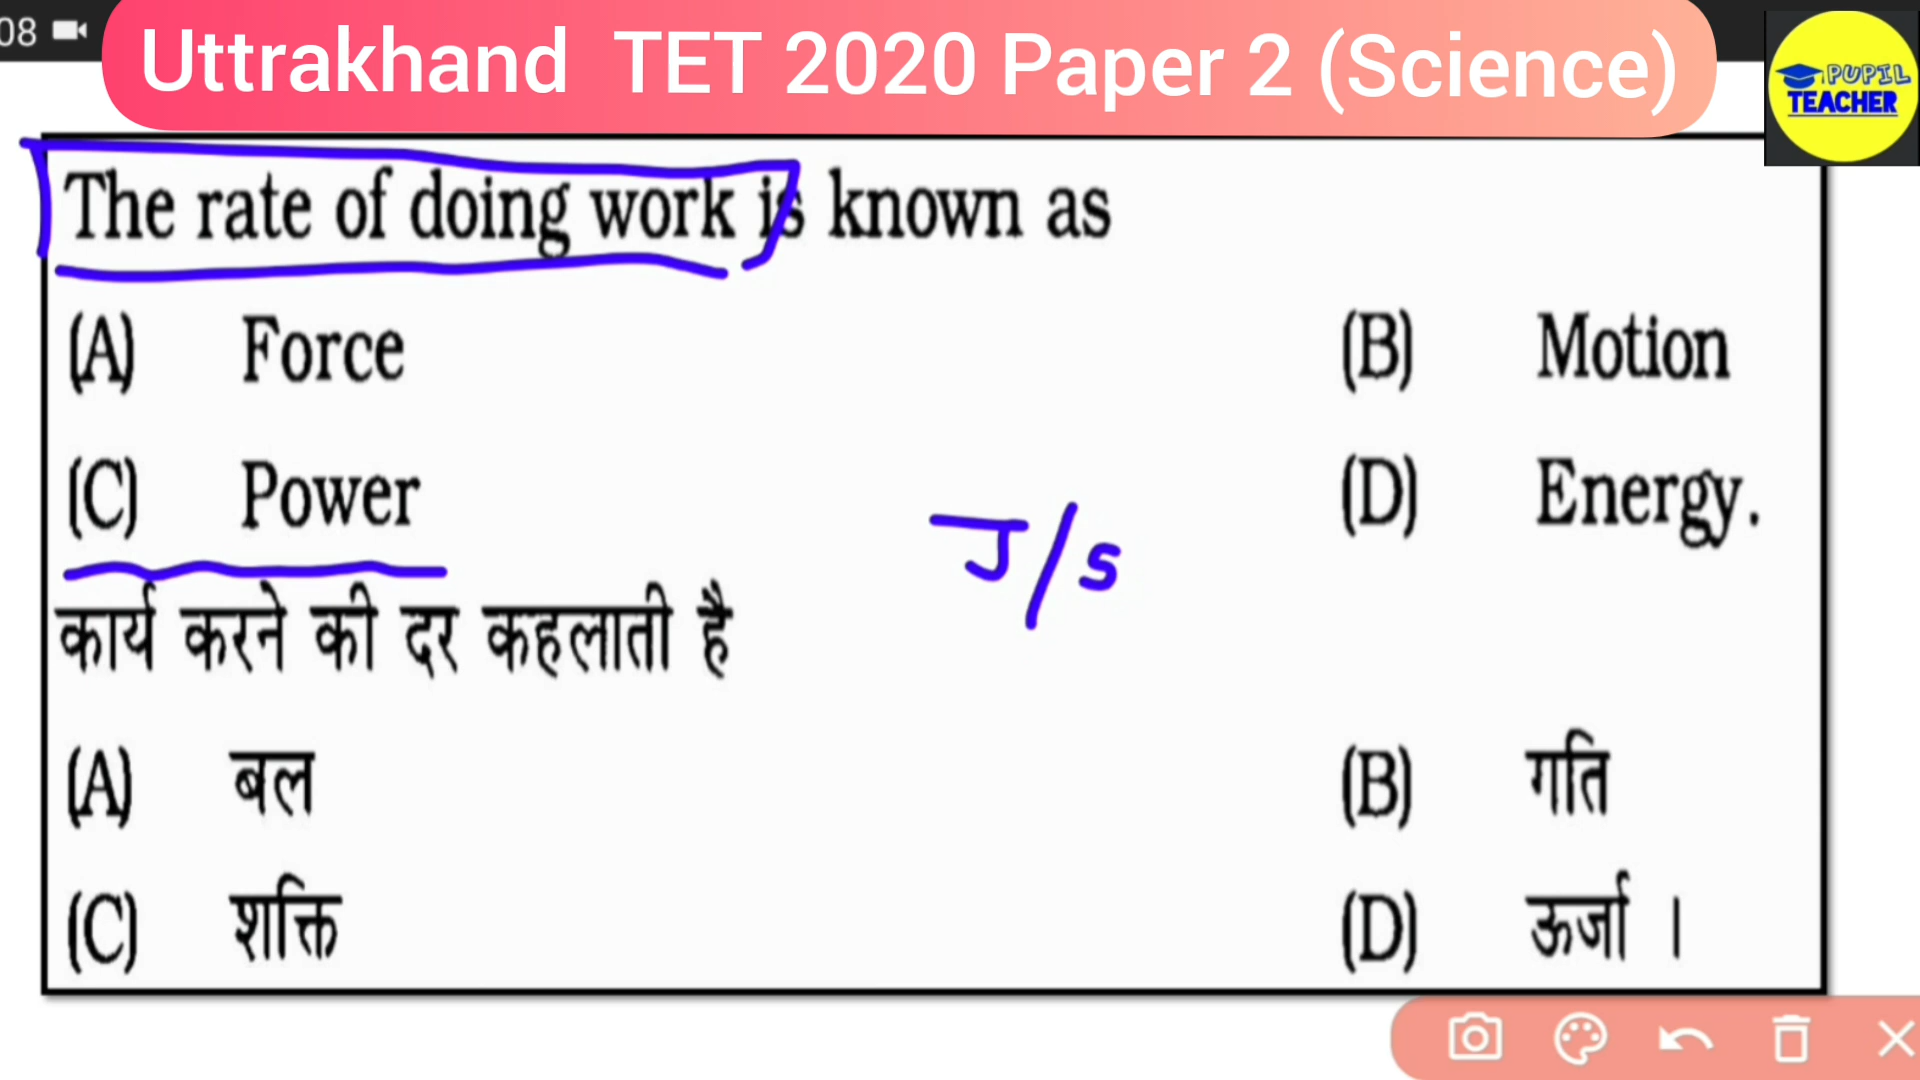 08
Uttrakhand TET 2020 Paper 2 (Science)
PUPIL
TEACHER
The rate of doing work is known as
(A) Force (B) Motion
(C) Power (D) Energy.
J/s
कार्य करने की दर कहलाती है
(A) बल (B) गति
(C) शक्ति (D) ऊर्जा ।